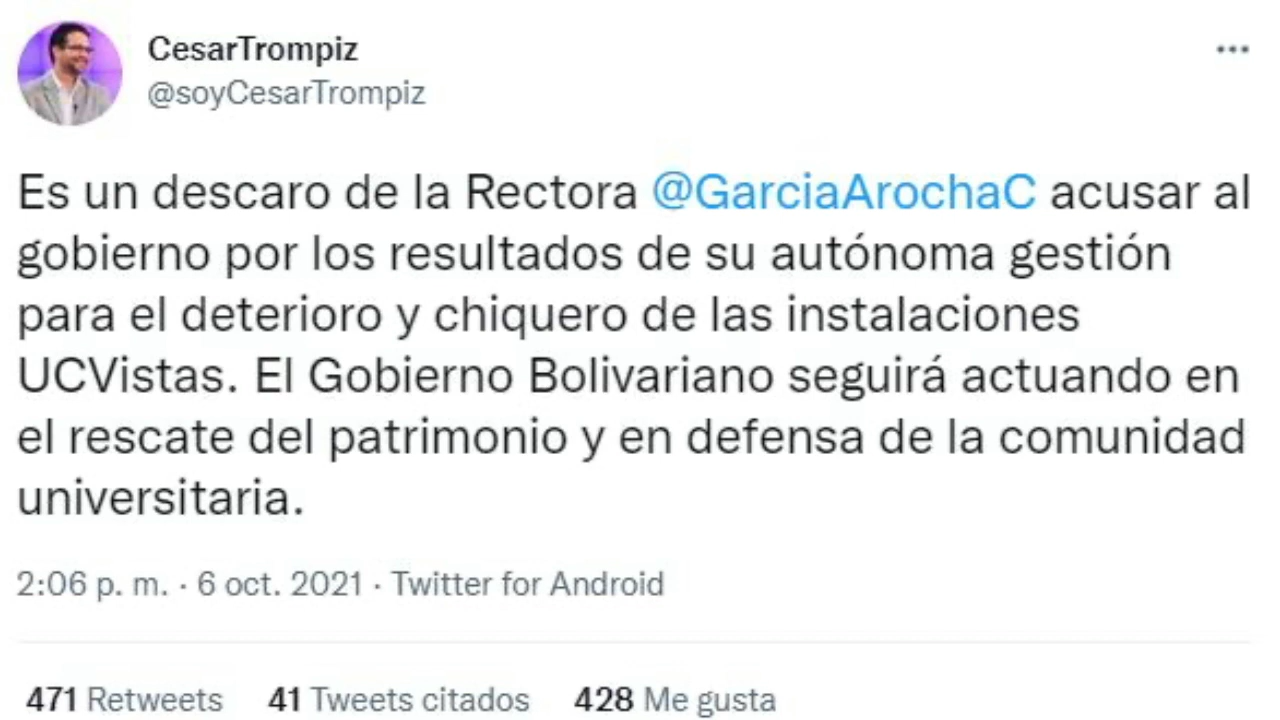 CesarTrompiz
@soyCesarTrompiz
Es un descaro de la Rectora @GarciaArochaC acusar al
gobierno por los resultados de su autónoma gestión
para el deterioro y chiquero de las instalaciones
UCVistas. El Gobierno Bolivariano seguirá actuando en
el rescate del patrimonio y en defensa de la comunidad
universitaria.
2:06 p. m. · 6 oct. 2021 · Twitter for Android
471 Retweets 41 Tweets citados 428 Me gusta